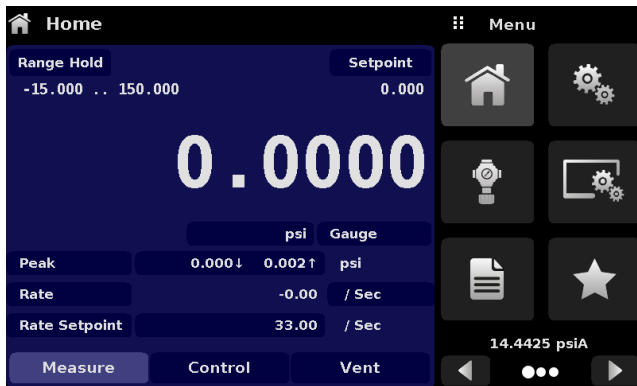 Home
Menu
Range Hold
Setpoint
-15.000 .. 150.000
0.000
0.0000
psi Gauge
Peak 0.000↓ 0.002↑ psi
Rate -0.00 / Sec
Rate Setpoint 33.00 / Sec
Measure Control Vent
14.4425 psiA